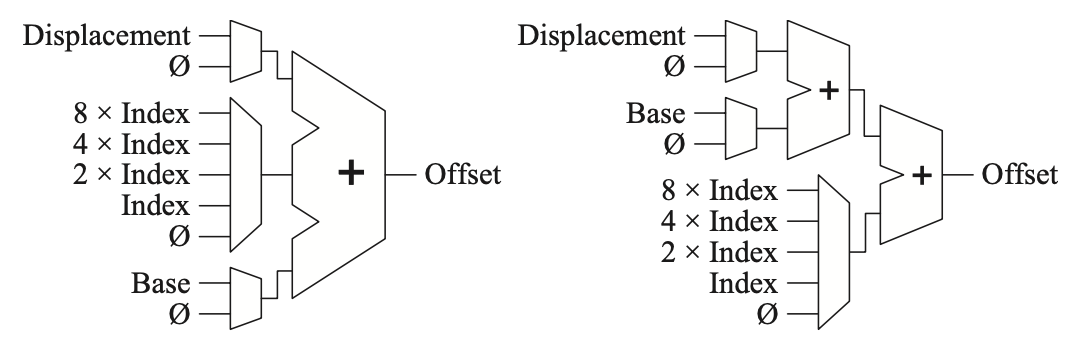 Displacement
Ø
8 × Index
4 × Index
2 × Index
Index
Ø
Base
Ø
+
Offset
Displacement
Ø
Base
Ø
+
8 × Index
4 × Index
2 × Index
Index
Ø
+
Offset